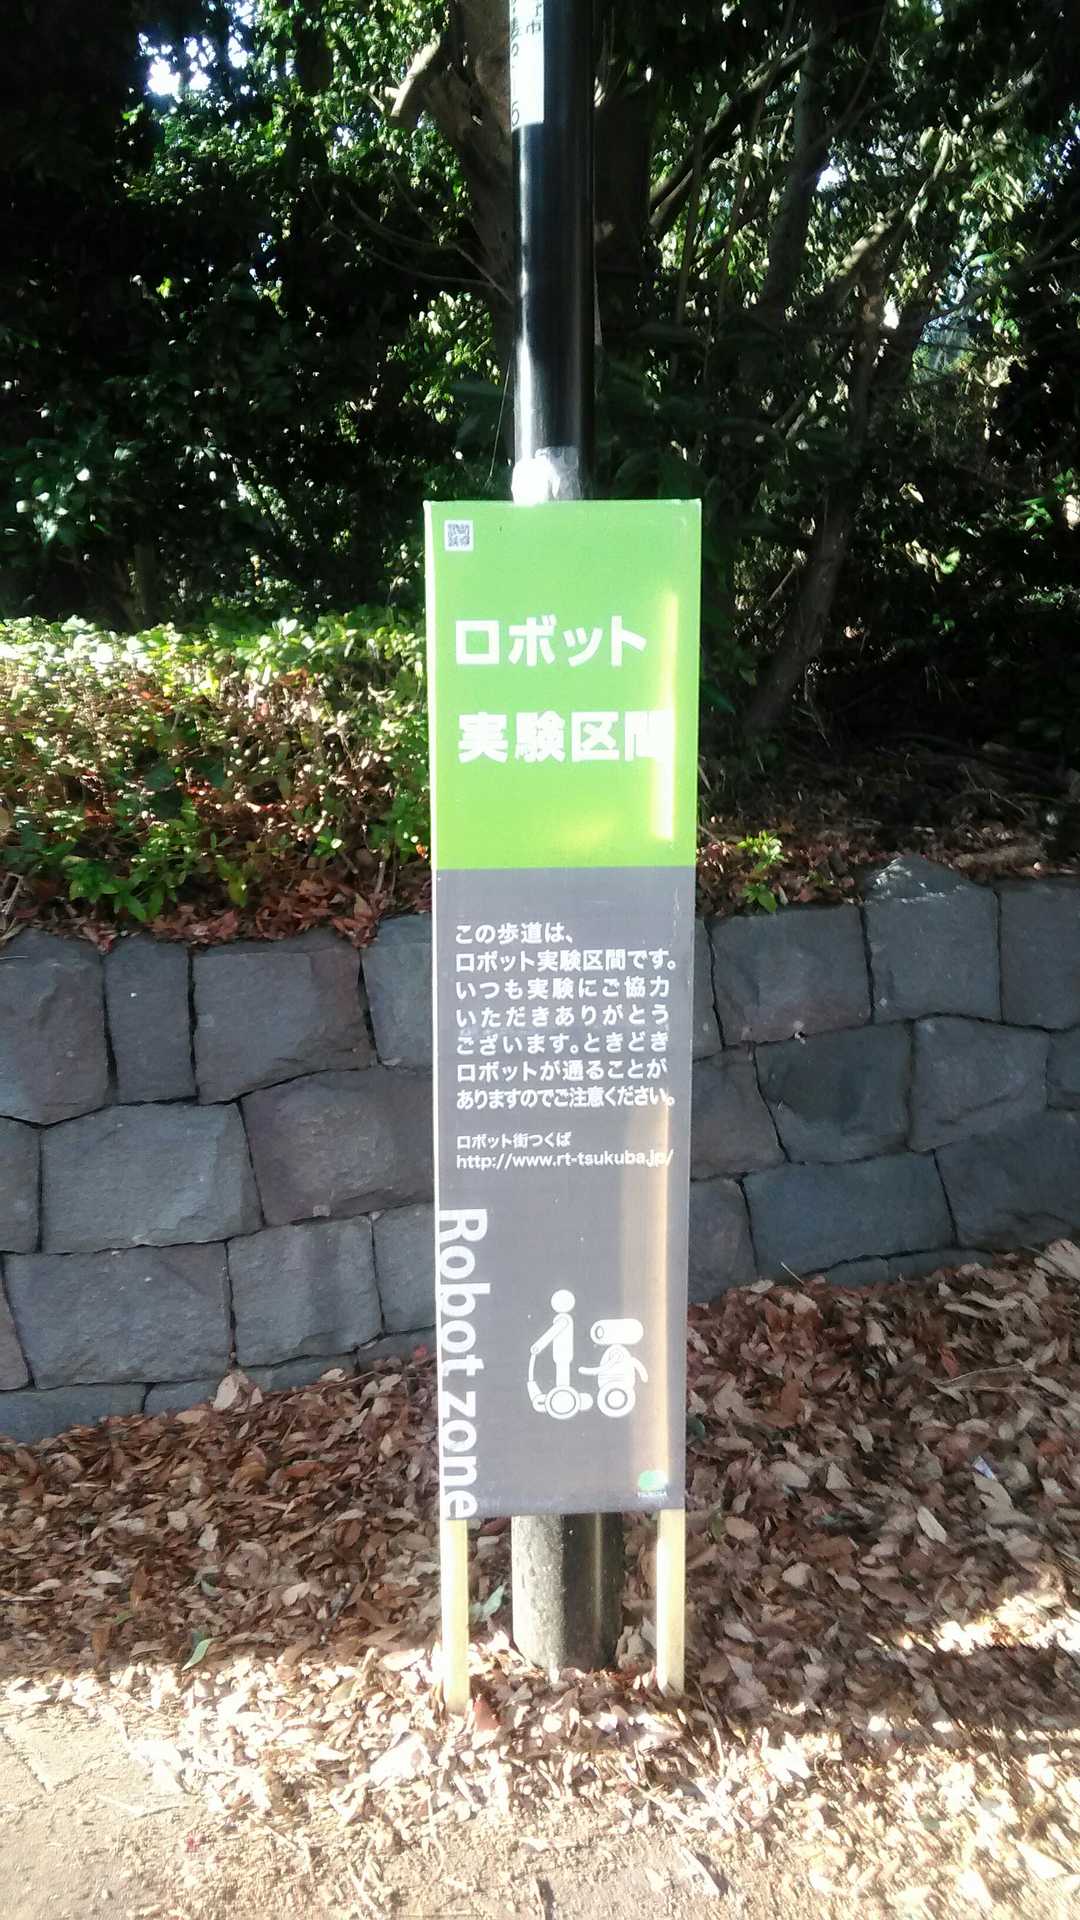 ロボット
実験区間
この歩道は、
ロボット実験区間です。
いつも実験にご協力
いただきありがとう
ございます。ときどき
ロボットが通ることが
ありますのでご注意ください。
ロボット街つくば
http://www.rt-tsukuba.jp/
Robot zone
TSUKUBA